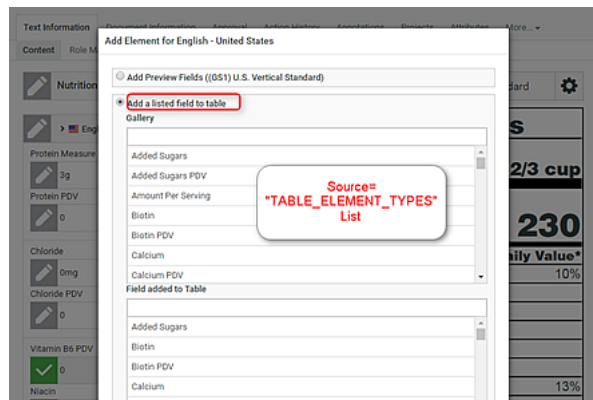 Text Information Document Information Approval Action History Annotations Projects Attributes More...
Add Element for English - United States
Content Role M
Add Preview Fields ((GS1) U.S. Vertical Standard)
Nutrition
dard
Add a listed field to table
Gallery
Eng
S
Added Sugars
Protein Measure
3g
Added Sugars PDV
2/3 cup
Source=
"TABLE_ELEMENT_TYPES"
List
Protein PDV
Amount Per Serving
0
Biotin
230
Biotin PDV
Chloride
Calcium
aily Value*
0mg
Calcium PDV
10%
Chloride PDV
Field added to Table
0
Added Sugars
Vitamin B6 PDV
Biotin
0
Biotin PDV
Niacin
Calcium
13%